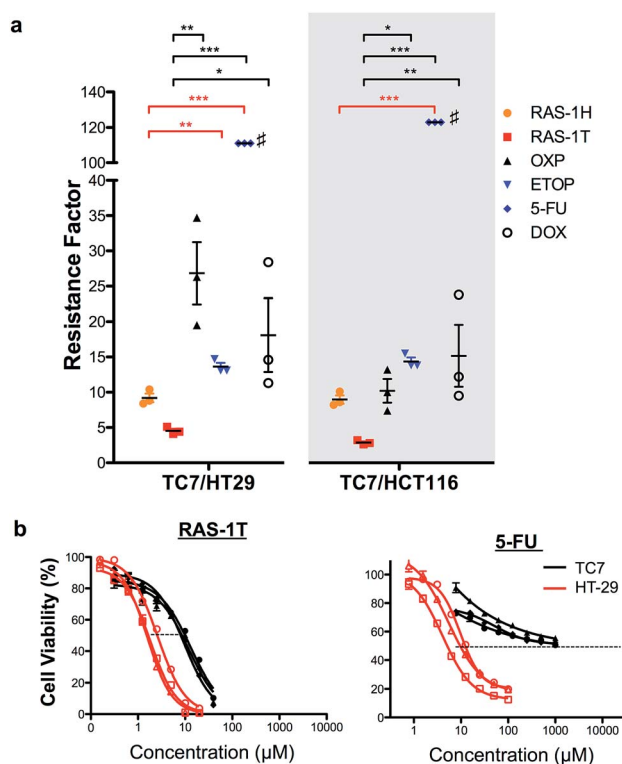 a
** *
*** ***
* **
*** ***
**
140
120
100
40
35
30
25
20
15
10
5
0
Resistance Factor
♯ ♯
TC7/HT29 TC7/HCT116
RAS-1H
RAS-1T
OXP
ETOP
5-FU
DOX
b
RAS-1T
100
80
60
40
20
0
Cell Viability (%)
0 1 10 100 1000 10000
Concentration (µM)
5-FU
TC7
HT-29
100
80
60
40
20
0
1 10 100 1000 10000
Concentration (µM)